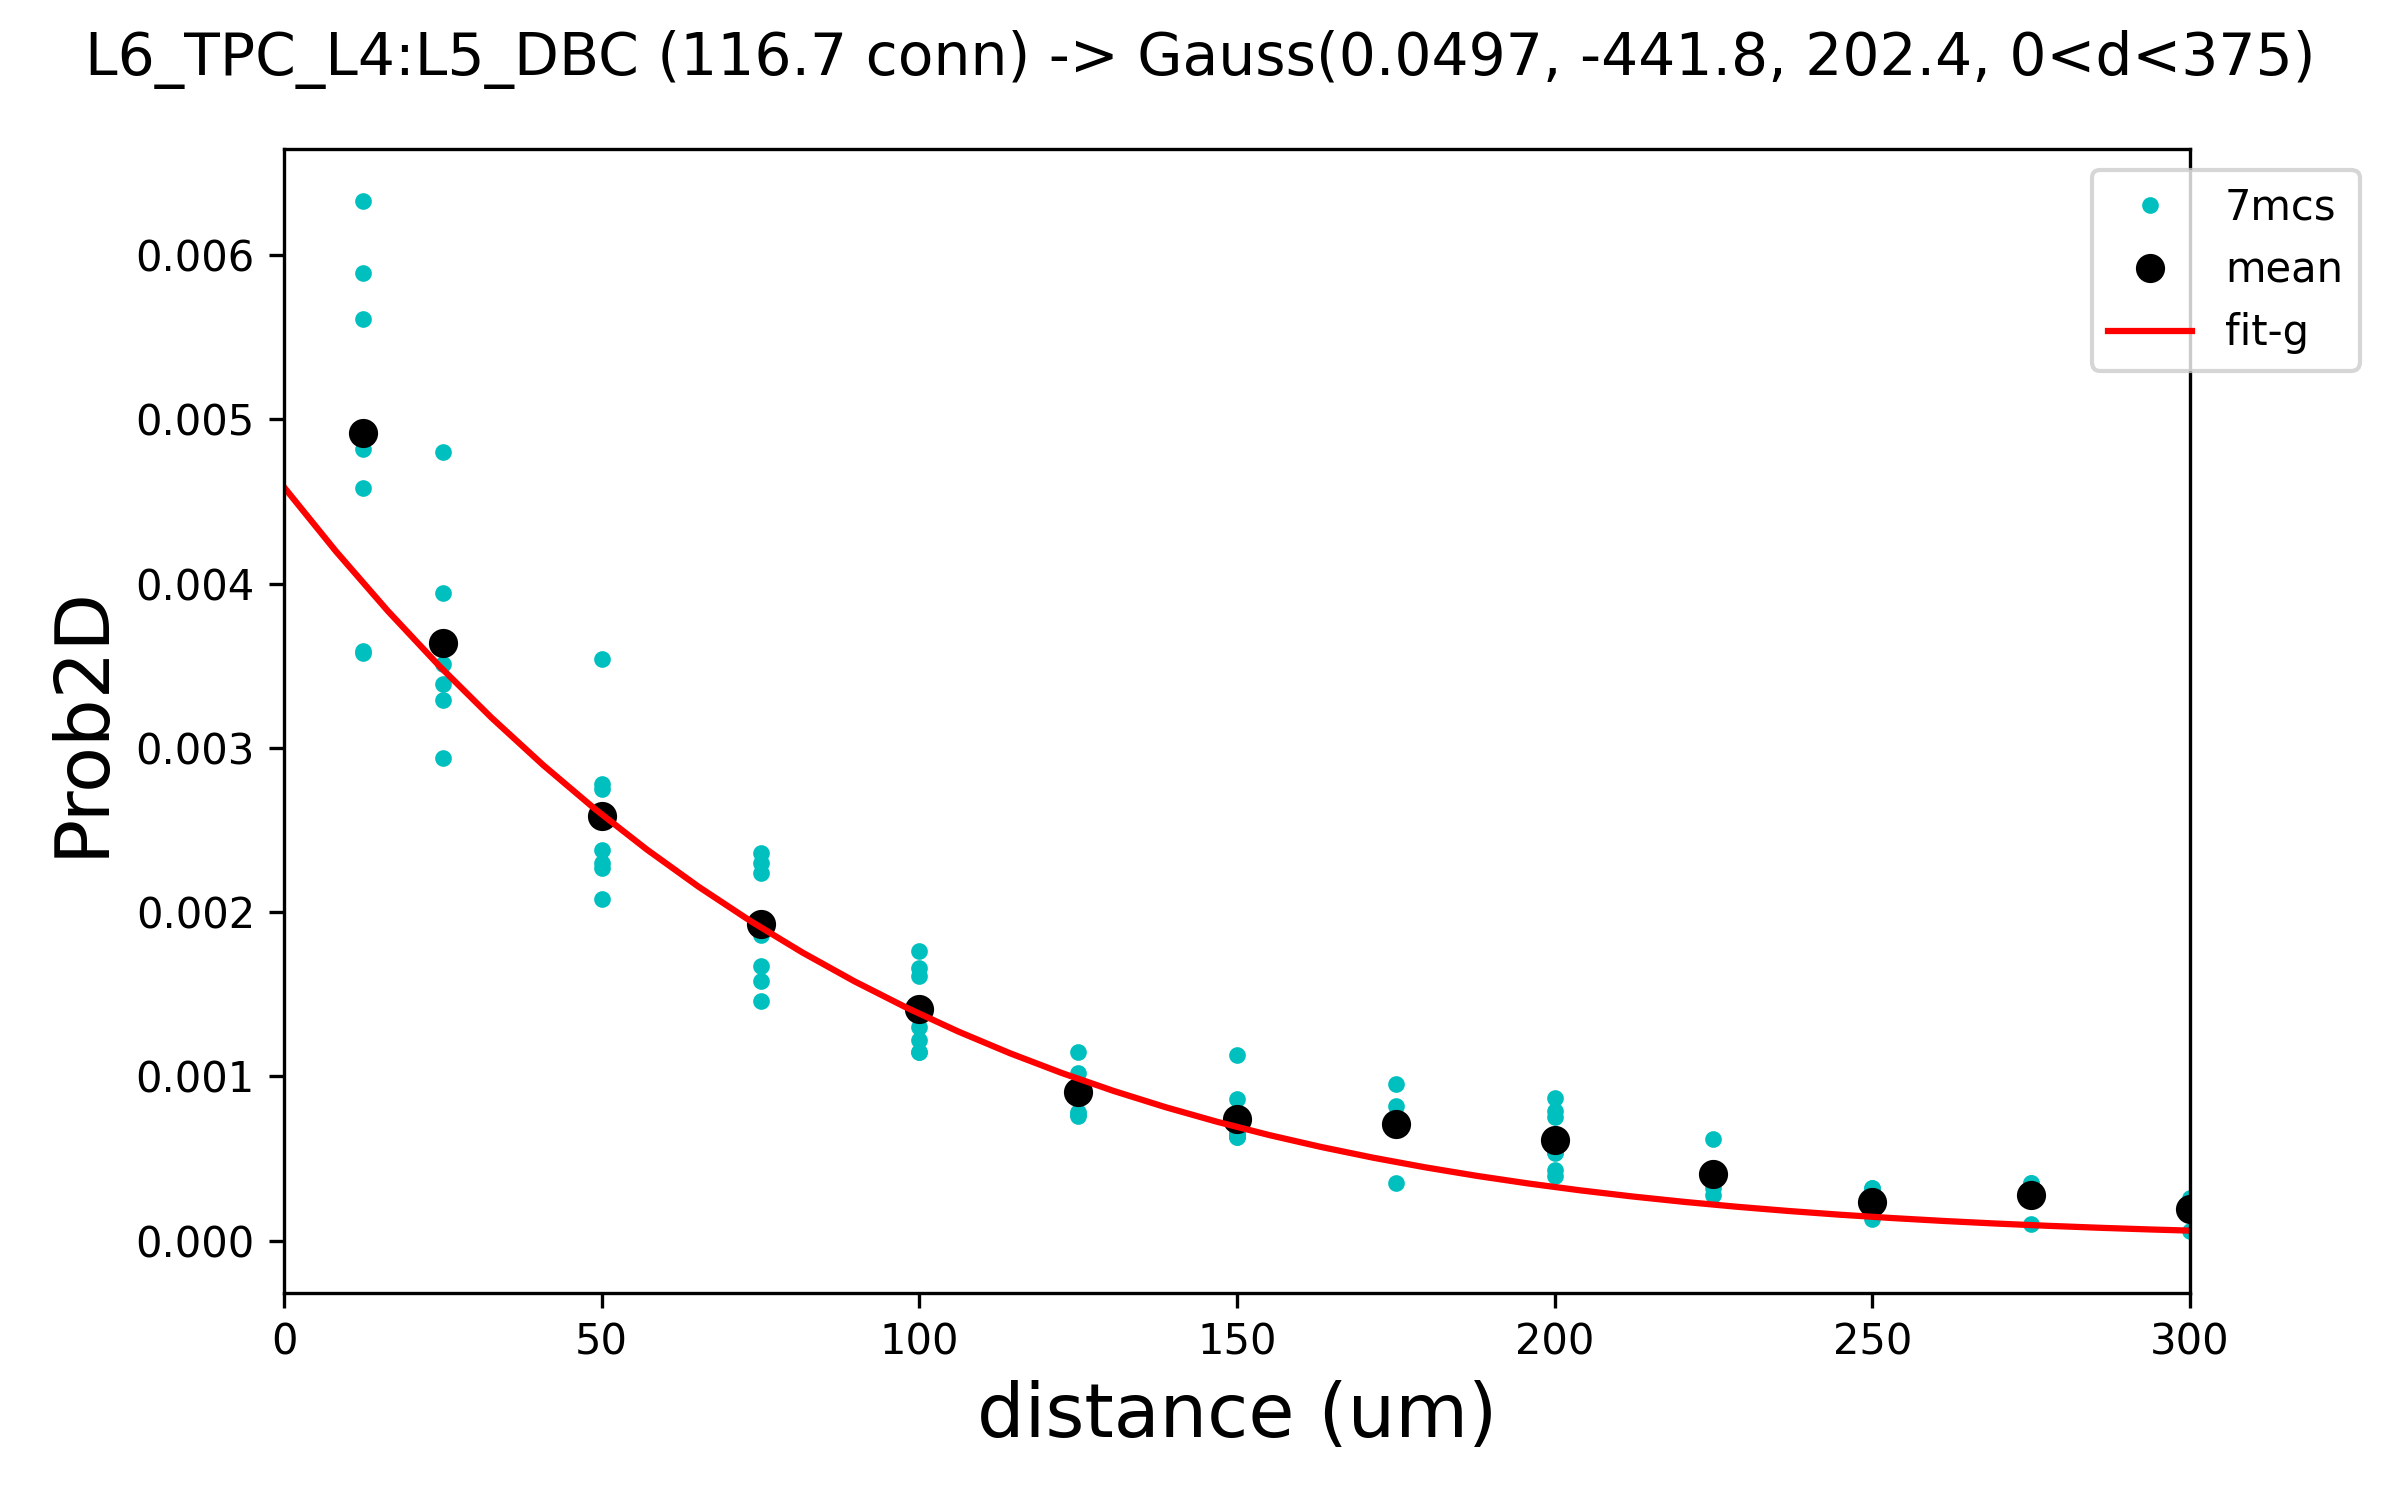 L6_TPC_L4:L5_DBC (116.7 conn) -> Gauss(0.0497, -441.8, 202.4, 0<d<375)
7mcs
mean
fit-g
0.006
0.005
0.004
0.003
0.002
0.001
0.000
Prob2D
0 50 100 150 200 250 300
distance (um)